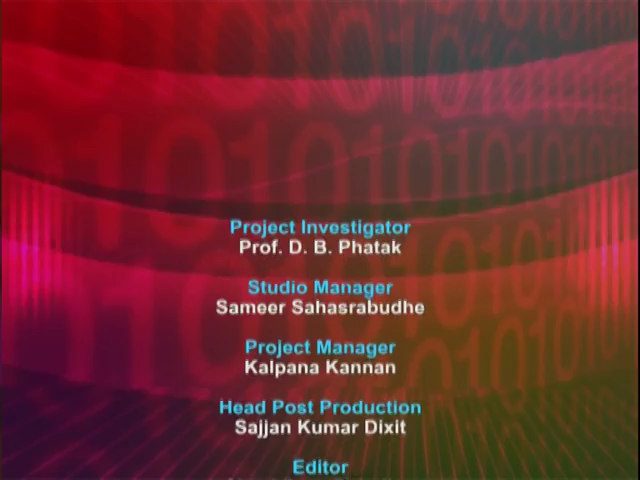 Project Investigator
Prof. D. B. Phatak
Studio Manager
Sameer Sahasrabudhe
Project Manager
Kalpana Kannan
Head Post Production
Sajjan Kumar Dixit
Editor